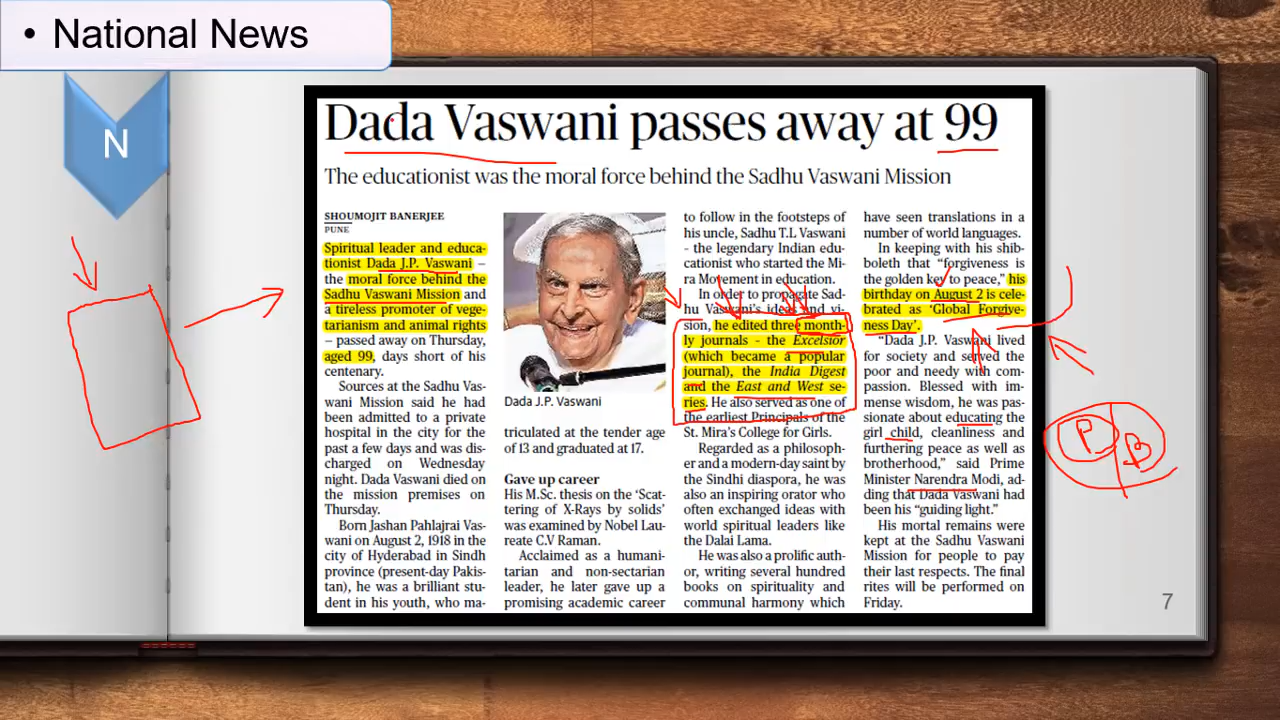 • National News
N
Dada Vaswani passes away at 99
The educationist was the moral force behind the Sadhu Vaswani Mission
SHOUMOJIT BANERJEE
PUNE
Spiritual leader and educa-
tionist Dada J.P. Vaswani –
the moral force behind the
Sadhu Vaswani Mission and
a tireless promoter of vege-
tarianism and animal rights
– passed away on Thursday,
aged 99, days short of his
centenary.
Sources at the Sadhu Vas-
wani Mission said he had
been admitted to a private
hospital in the city for the
past a few days and was dis-
charged on Wednesday
night. Dada Vaswani died on
the mission premises on
Thursday.
Born Jashan Pahlajrai Vas-
wani on August 2, 1918 in the
city of Hyderabad in Sindh
province (present-day Pakis-
tan), he was a brilliant stu-
dent in his youth, who ma-
Dada J.P. Vaswani
triculated at the tender age
of 13 and graduated at 17.
Gave up career
His M.Sc. thesis on the ‘Scat-
tering of X-Rays by solids’
was examined by Nobel Lau-
reate C.V Raman.
Acclaimed as a humani-
tarian and non-sectarian
leader, he later gave up a
promising academic career
to follow in the footsteps of
his uncle, Sadhu T.L Vaswani
- the legendary Indian edu-
cationist who started the Mi-
ra Movement in education.
In order to propagate Sad-
hu Vaswani’s ideas and vi-
sion, he edited three month-
ly journals – the Excelsior
(which became a popular
journal), the India Digest
and the East and West se-
ries. He also served as one of
the earliest Principals of the
St. Mira’s College for Girls.
Regarded as a philosoph-
er and a modern-day saint by
the Sindhi diaspora, he was
also an inspiring orator who
often exchanged ideas with
world spiritual leaders like
the Dalai Lama.
He was also a prolific auth-
or, writing several hundred
books on spirituality and
communal harmony which
have seen translations in a
number of world languages.
In keeping with his shib-
boleth that “forgiveness is
the golden key to peace,” his
birthday on August 2 is cele-
brated as ‘Global Forgive-
ness Day’.
“Dada J.P. Vaswani lived
for society and served the
poor and needy with com-
passion. Blessed with im-
mense wisdom, he was pas-
sionate about educating the
girl child, cleanliness and
furthering peace as well as
brotherhood,” said Prime
Minister Narendra Modi, ad-
ding that Dada Vaswani had
been his “guiding light.”
His mortal remains were
kept at the Sadhu Vaswani
Mission for people to pay
their last respects. The final
rites will be performed on
Friday.
P B
7